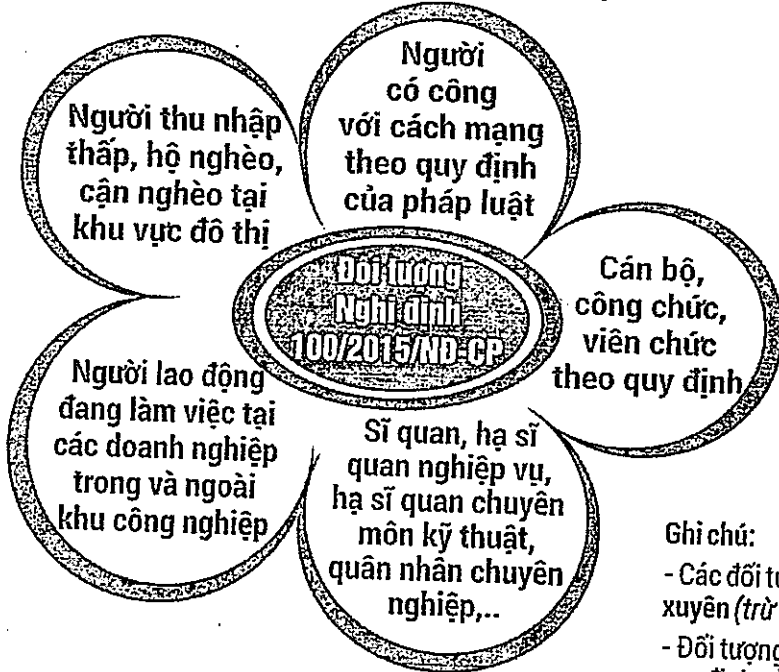 Người
có công
với cách mạng
theo quy định
của pháp luật
Người thu nhập
thấp, hộ nghèo,
cận nghèo tại
khu vực đô thị
Đối tượng
Nghị định
100/2015/NĐ-CP
Cán bộ,
công chức,
viên chức
theo quy định
Người lao động
đang làm việc tại
các doanh nghiệp
trong và ngoài
khu công nghiệp
Sĩ quan, hạ sĩ
quan nghiệp vụ,
hạ sĩ quan chuyên
môn kỹ thuật,
quân nhân chuyên
nghiệp,..
Ghi chú:
- Các đối
xuyên (trừ
- Đối tượng